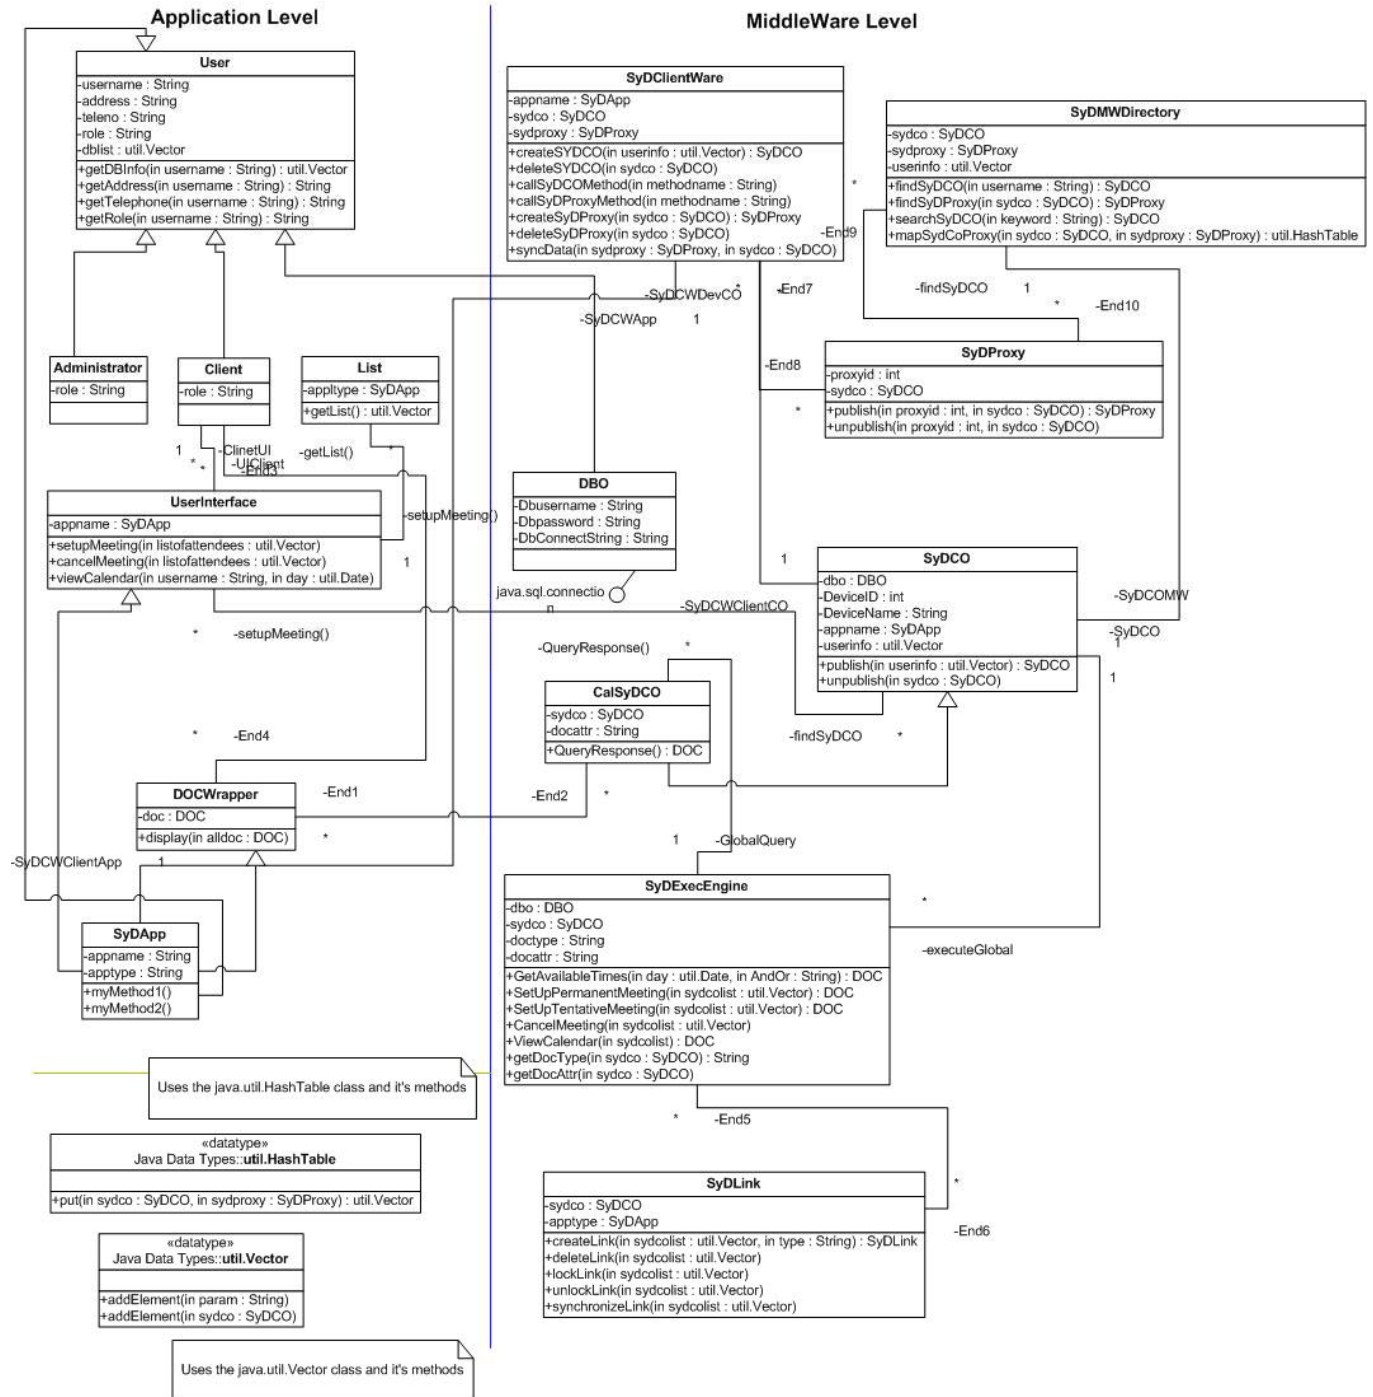 Application Level
MiddleWare Level
User
-username : String
-address : String
-teleno : String
-role : String
-dblist : util.Vector
+getDBInfo(in username : String) : util.Vector
+getAddress(in username : String) : String
+getTelephone(in username : String) : String
+getRole(in username : String) : String
SyDClientWare
-appname : SyDApp
-sydco : SyDCO
-sydproxy : SyDProxy
+createSYDCO(in userinfo : util.Vector) : SyDCO
+deleteSYDCO(in sydco : SyDCO)
+callSyDCOMethod(in methodname : String)
+callSyDProxyMethod(in methodname : String)
+createSyDProxy(in sydco : SyDCO) : SyDProxy
+deleteSyDProxy(in sydco : SyDCO)
+syncData(in sydproxy : SyDProxy, in sydco : SyDCO)
SyDMWDirectory
-sydco : SyDCO
-sydproxy : SyDProxy
-userinfo : util.Vector
+findSyDCO(in username : String) : SyDCO
+findSyDProxy(in sydco : SyDCO) : SyDProxy
+searchSyDCO(in keyword : String) : SyDCO
+mapSydCoProxy(in sydco : SyDCO, in sydproxy : SyDProxy) : util.HashTable
*
-End9
-SyDCWDevCO
*
-End7
-findSyDCO
1
*
-End10
-SyDCWApp
1
Administrator
-role : String
Client
-role : String
List
-appltype : SyDApp
+getList() : util.Vector
-End8
*
SyDProxy
-proxyid : int
-sydco : SyDCO
+publish(in proxyid : int, in sydco : SyDCO) : SyDProxy
+unpublish(in proxyid : int, in sydco : SyDCO)
1
-ClinetUI
*
-UIClient
*
-End3
-getList()
*
-setupMeeting()
1
UserInterface
-appname : SyDApp
+setupMeeting(in listofattendees : util.Vector)
+cancelMeeting(in listofattendees : util.Vector)
+viewCalendar(in username : String, in day : util.Date)
DBO
-Dbusername : String
-Dbpassword : String
-DbConnectString : String
java.sql.connectio
n
1
SyDCO
-dbo : DBO
-DeviceID : int
-DeviceName : String
-appname : SyDApp
-userinfo : util.Vector
+publish(in userinfo : util.Vector) : SyDCO
+unpublish(in sydco : SyDCO)
-SyDCOMW
-SyDCO
1
1
-SyDCWClientCO
*
-setupMeeting()
-QueryResponse()
*
CalSyDCO
-sydco : SyDCO
-docattr : String
+QueryResponse() : DOC
-findSyDCO
*
*
-End4
DOCWrapper
-doc : DOC
+display(in alldoc : DOC)
-End1
*
-End2
*
1
-GlobalQuery
-SyDCWClientApp
1
SyDApp
-appname : String
-apptype : String
+myMethod1()
+myMethod2()
SyDExecEngine
-dbo : DBO
-sydco : SyDCO
-doctype : String
-docattr : String
+GetAvailableTimes(in day : util.Date, in AndOr : String) : DOC
+SetUpPermanentMeeting(in sydcolist : util.Vector) : DOC
+SetUpTentativeMeeting(in sydcolist : util.Vector) : DOC
+CancelMeeting(in sydcolist : util.Vector)
+ViewCalendar(in sydcolist) : DOC
+getDocType(in sydco : SyDCO) : String
+getDocAttr(in sydco : SyDCO)
*
-executeGlobal
Uses the java.util.HashTable class and it's methods
*
-End5
«datatype»
Java Data Types::util.HashTable
+put(in sydco : SyDCO, in sydproxy : SyDProxy) : util.Vector
SyDLink
-sydco : SyDCO
-apptype : SyDApp
+createLink(in sydcolist : util.Vector, in type : String) : SyDLink
+deleteLink(in sydcolist : util.Vector)
+lockLink(in sydcolist : util.Vector)
+unlockLink(in sydcolist : util.Vector)
+synchronizeLink(in sydcolist : util.Vector)
*
-End6
«datatype»
Java Data Types::util.Vector
+addElement(in param : String)
+addElement(in sydco : SyDCO)
Uses the java.util.Vector class and it's methods